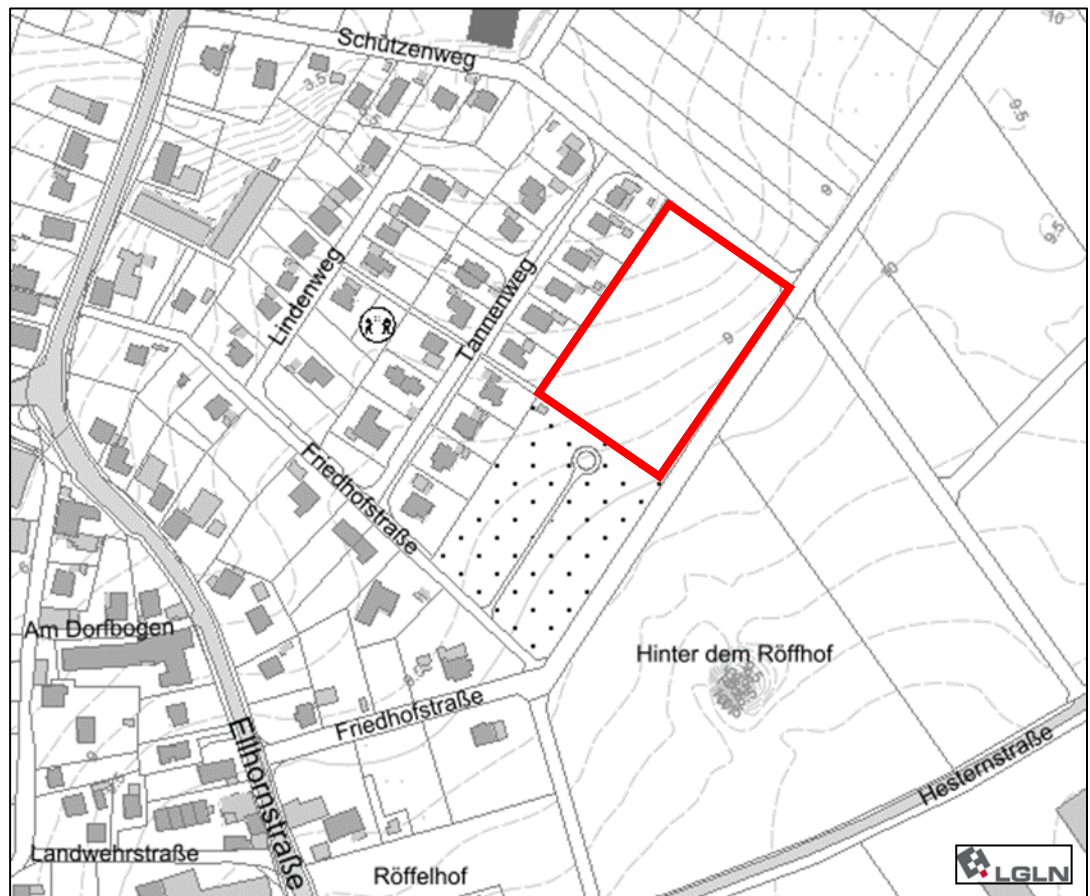 Schützenweg
10
3.5
9.5
9
9.5
Lindenweg
Tannenweg
9
Friedhofstraße
Am Dorfbogen
Hinter dem Röffhof
Friedhofstraße
Ellhornstraße
Hesternstraße
Landwehrstraße
Röffelhof
LGLN